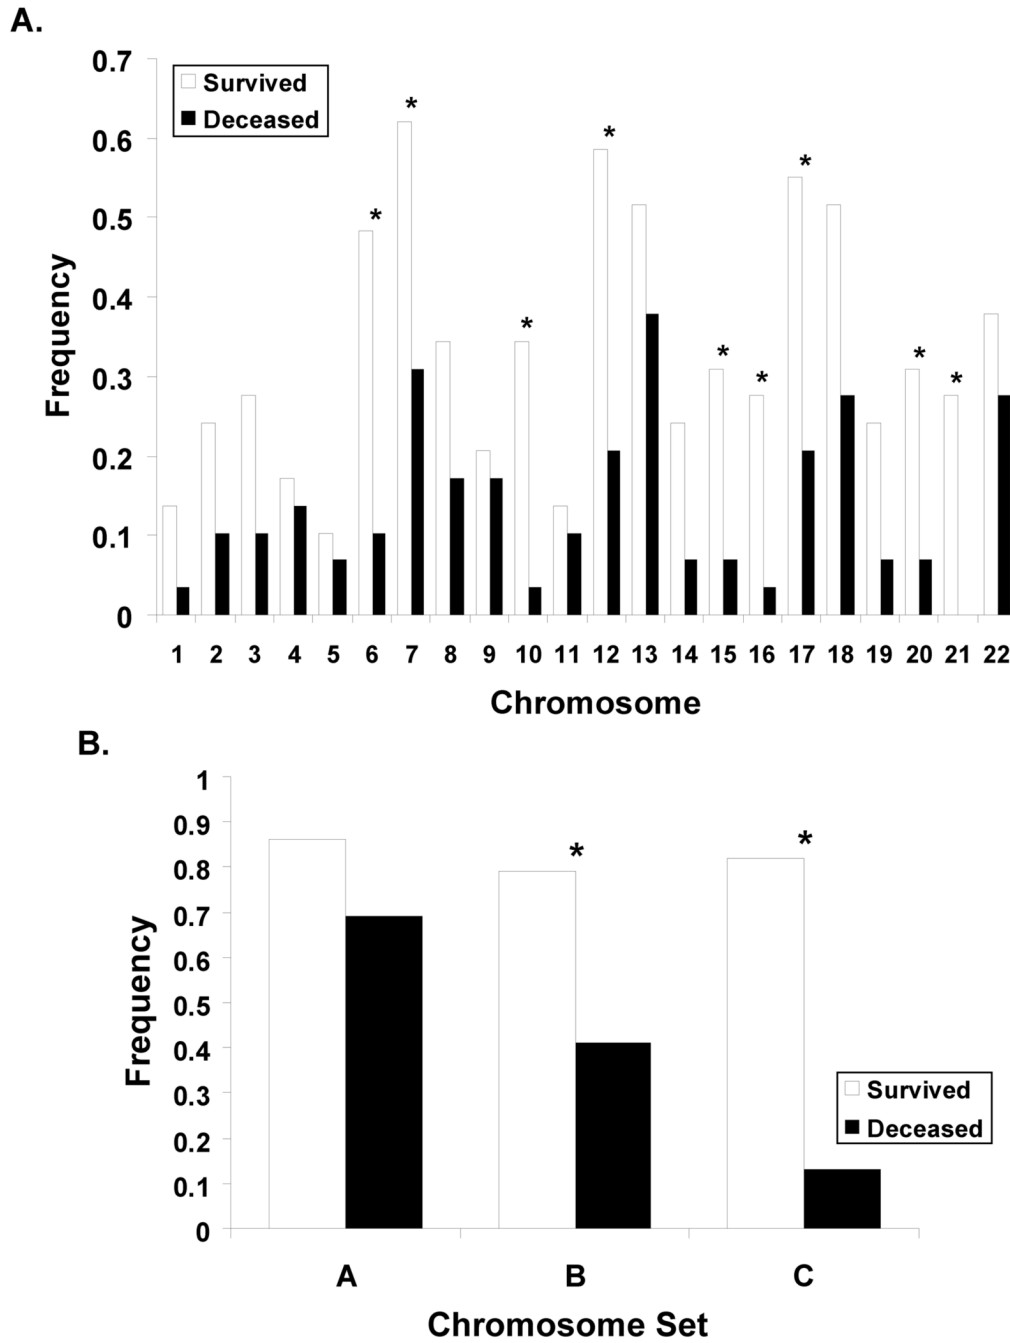 A.
0.7
0.6
0.5
0.4
0.3
0.2
0.1
0
Frequency
Survived
Deceased
* * * * * * * * *
1 2 3 4 5 6 7 8 9 10 11 12 13 14 15 16 17 18 19 20 21 22
Chromosome
B.
1
0.9
0.8
0.7
0.6
0.5
0.4
0.3
0.2
0.1
0
Frequency
* *
Survived
Deceased
A B C
Chromosome Set